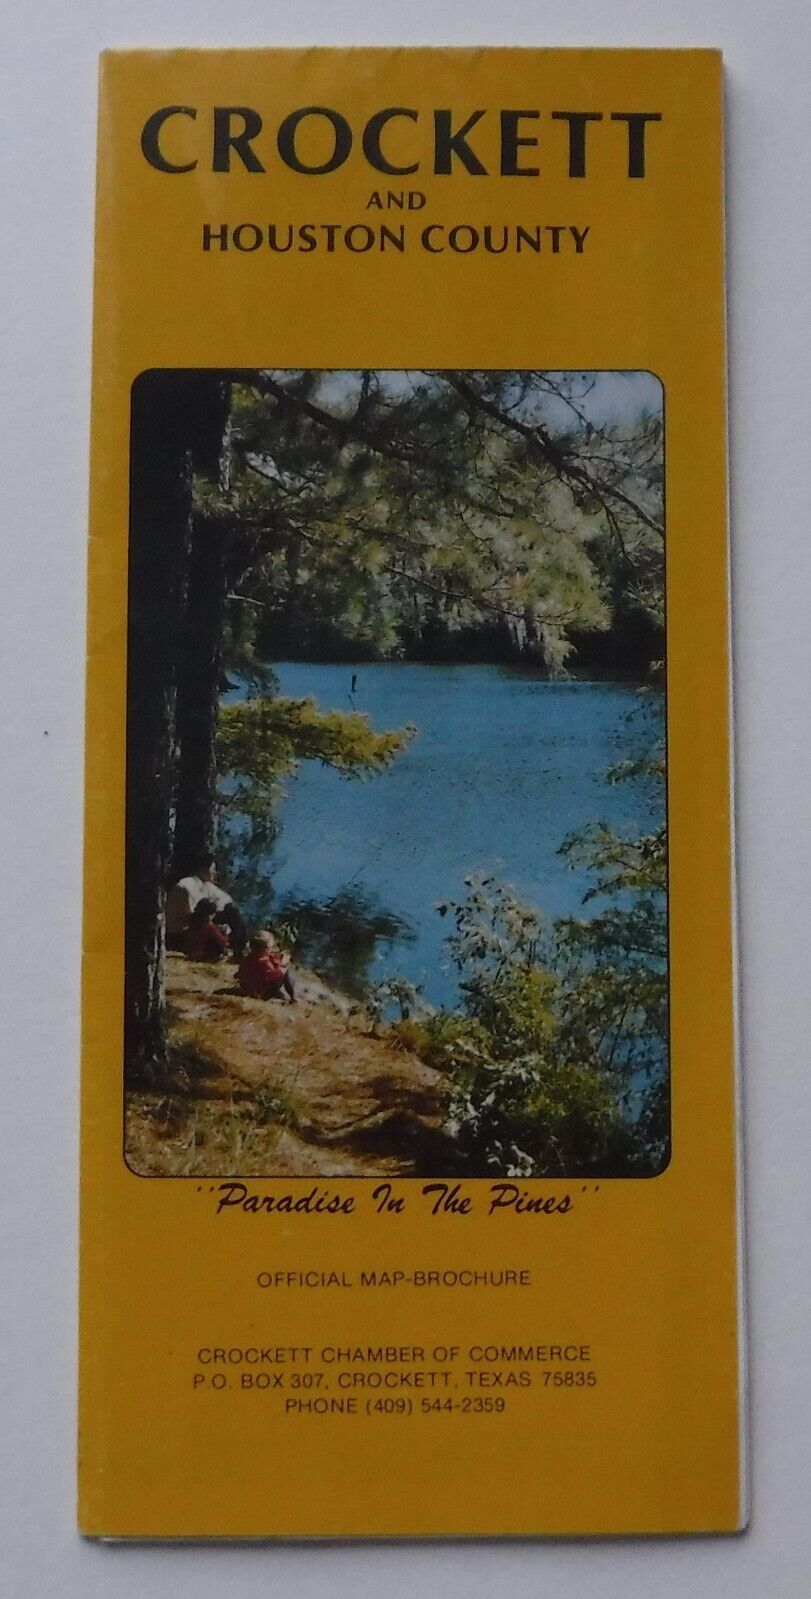 CROCKETT
AND
HOUSTON COUNTY
"Paradise In The Pines"
OFFICIAL MAP-BROCHURE
CROCKETT CHAMBER OF COMMERCE
P.O. BOX 307, CROCKETT, TEXAS 75835
PHONE (409) 544-2359